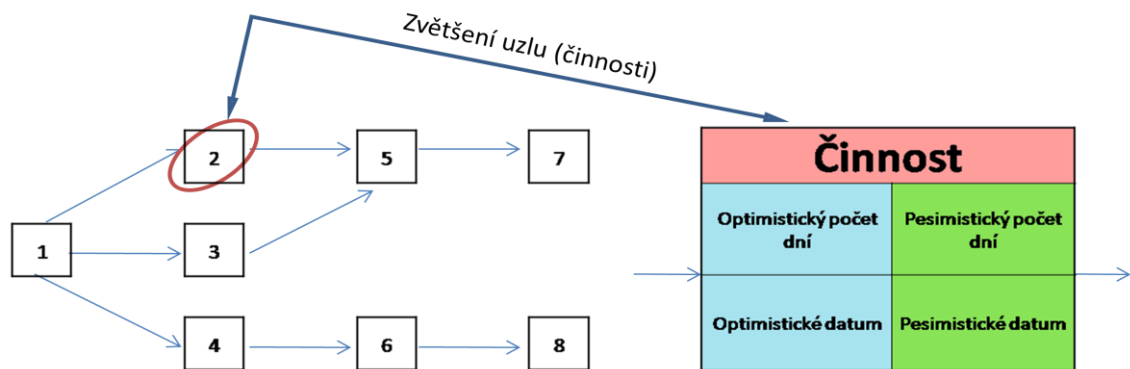 Zvětšení uzlu (činnosti)
2
5
7
1
3
4
6
8
Činnost
Optimistický počet
dní
Pesimistický počet
dní
Optimistické datum
Pesimistické datum